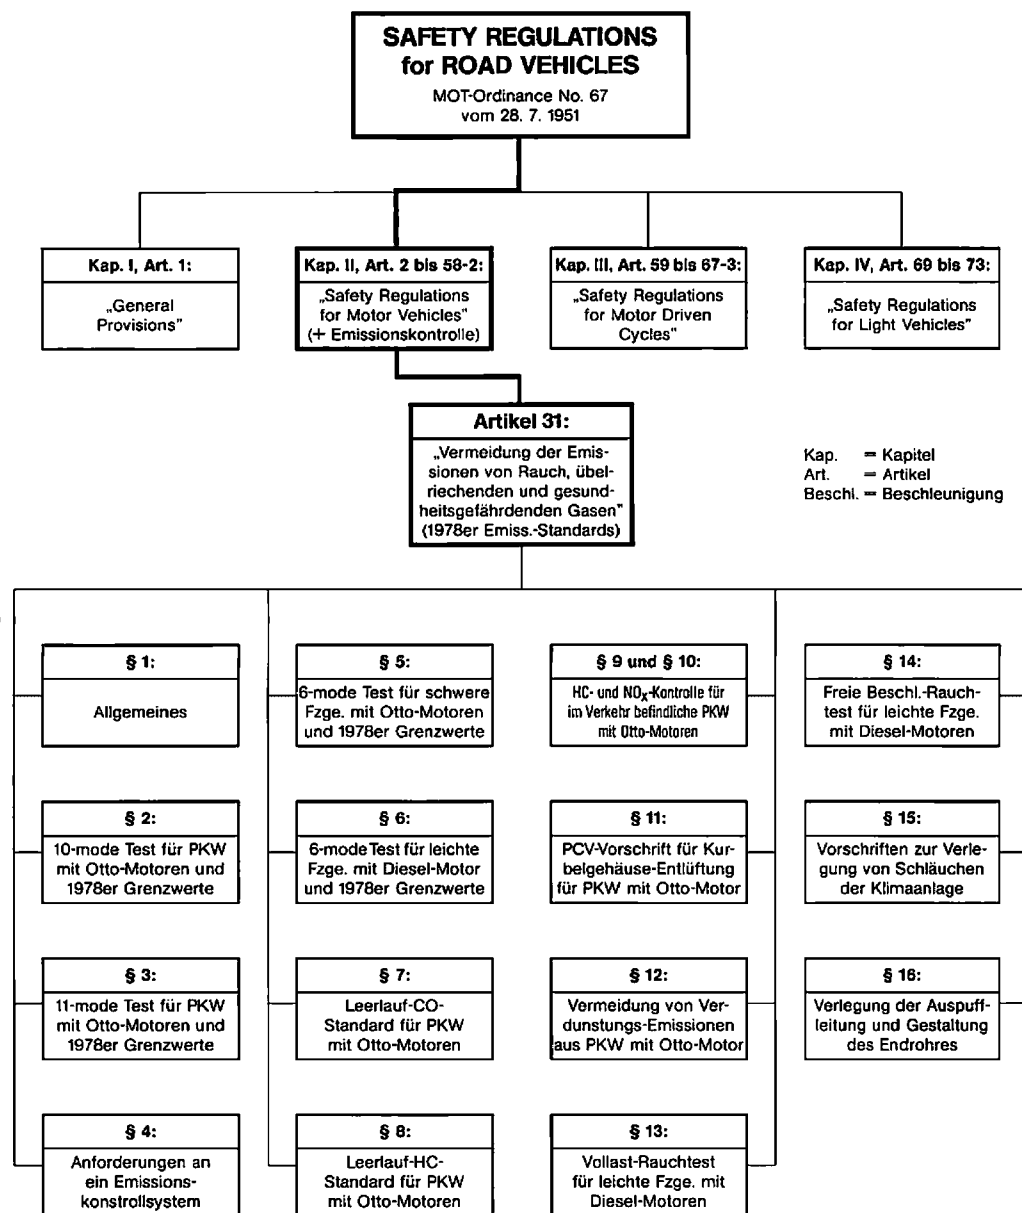 SAFETY REGULATIONS
for ROAD VEHICLES
MOT-Ordinance No. 67
vom 28. 7. 1951
Kap. I, Art. 1:
„General
Provisions"
Kap. II, Art. 2 bis 58-2:
„Safety Regulations
for Motor Vehicles"
(+ Emissionskontrolle)
Kap. III, Art. 59 bis 67-3:
„Safety Regulations
for Motor Driven
Cycles"
Kap. IV, Art. 69 bis 73:
„Safety Regulations
for Light Vehicles"
Artikel 31:
„Vermeidung der Emis-
sionen von Rauch, übel-
riechenden und gesund-
heitsgefährdenden Gasen"
(1978er Emiss.-Standards)
Kap. = Kapitel
Art. = Artikel
Beschl. = Beschleunigung
§ 1:
Allgemeines
§ 2:
10-mode Test für PKW
mit Otto-Motoren und
1978er Grenzwerte
§ 3:
11-mode Test für PKW
mit Otto-Motoren und
1978er Grenzwerte
§ 4:
Anforderungen an
ein Emissions-
konstrollsystem
§ 5:
6-mode Test für schwere
Fzge. mit Otto-Motoren
und 1978er Grenzwerte
§ 6:
6-mode Test für leichte
Fzge. mit Diesel-Motor
und 1978er Grenzwerte
§ 7:
Leerlauf-CO-
Standard für PKW
mit Otto-Motoren
§ 8:
Leerlauf-HC-
Standard für PKW
mit Otto-Motoren
§ 9 und § 10:
HC- und NOx-Kontrolle für
im Verkehr befindliche PKW
mit Otto-Motoren
§ 11:
PCV-Vorschrift für Kur-
belgehäuse-Entlüftung
für PKW mit Otto-Motor
§ 12:
Vermeidung von Ver-
dunstungs-Emissionen
aus PKW mit Otto-Motor
§ 13:
Vollast-Rauchtest
für leichte Fzge. mit
Diesel-Motoren
§ 14:
Freie Beschl.-Rauch-
test für leichte Fzge.
mit Diesel-Motoren
§ 15:
Vorschriften zur Verle-
gung von Schläuchen
der Klimaanlage
§ 16:
Verlegung der Auspuff-
leitung und Gestaltung
des Endrohres